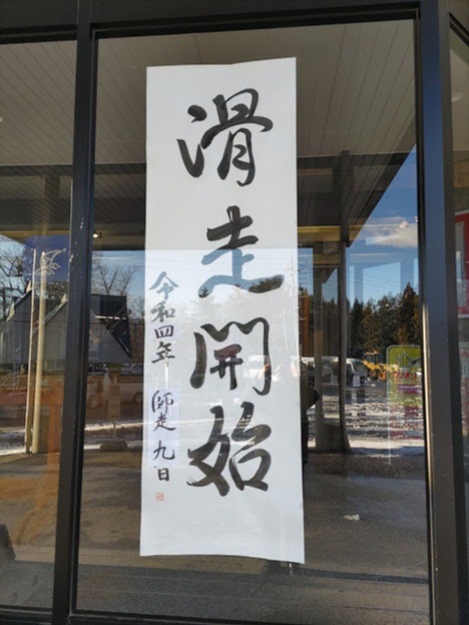 滑走開始
令和四年 師走 九日